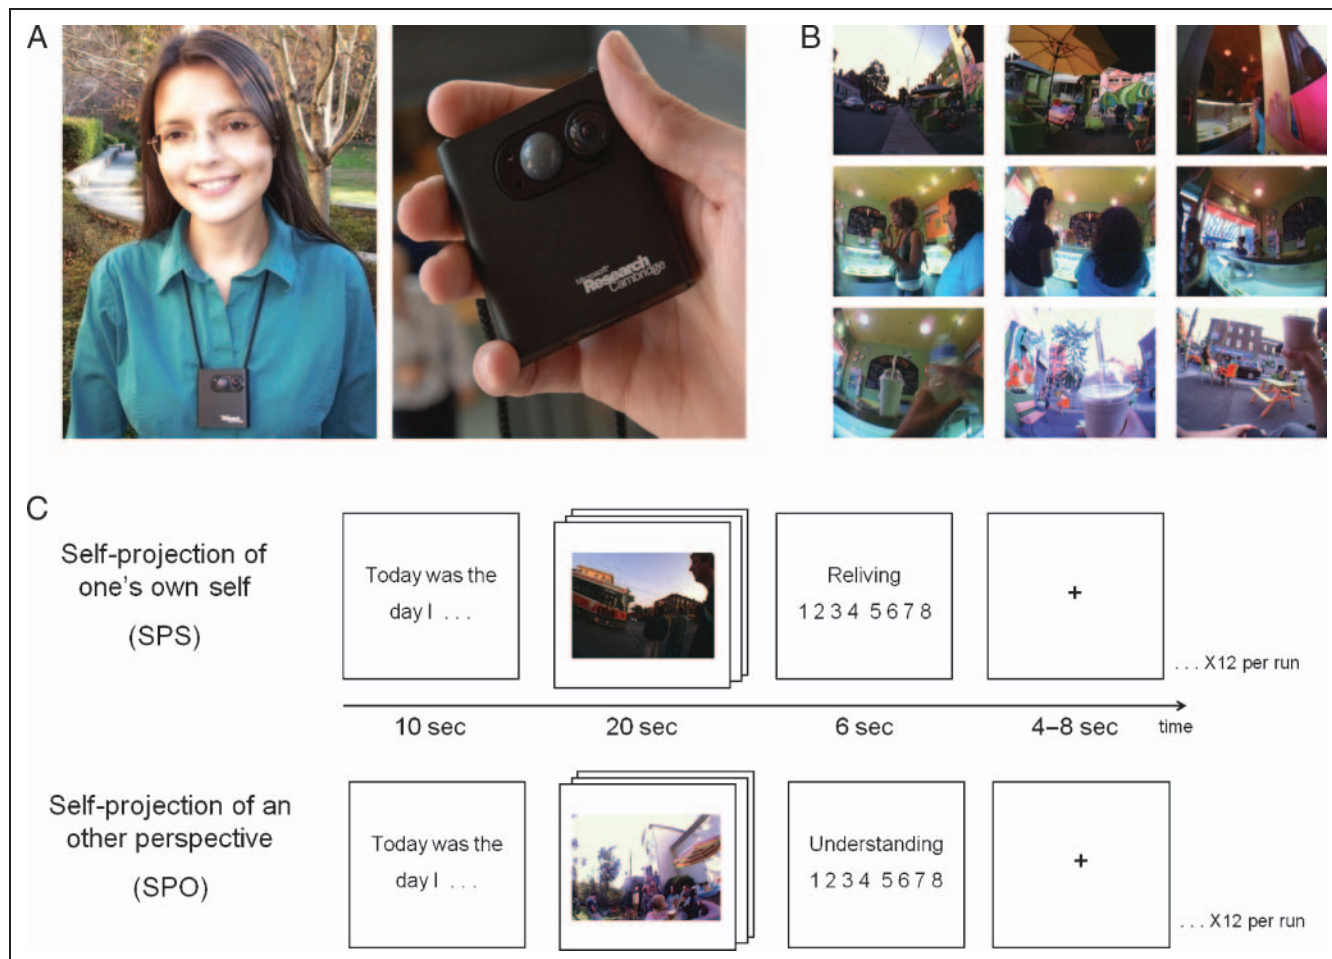 A
B
Microsoft
Research
Cambridge
C
Self-projection of
one's own self
(SPS)
Today was the
day I . . .
Reliving
1 2 3 4 5 6 7 8
+
. . . X12 per run
10 sec
20 sec
6 sec
4–8 sec
time
Self-projection of an
other perspective
(SPO)
Today was the
day I . . .
Understanding
1 2 3 4 5 6 7 8
+
. . . X12 per run